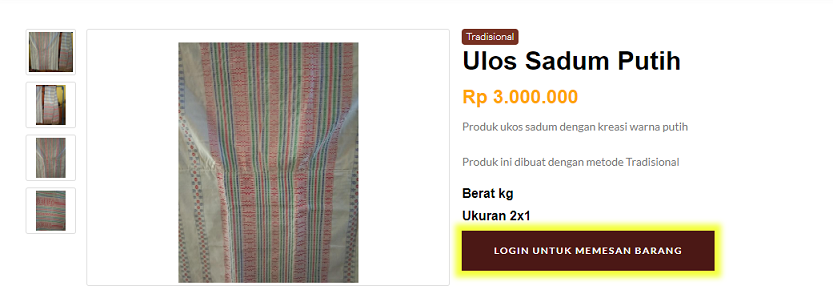 Tradisional
Ulos Sadum Putih
Rp 3.000.000
Produk ukos sadum dengan kreasi warna putih
Produk ini dibuat dengan metode Tradisional
Berat kg
Ukuran 2x1
LOGIN UNTUK MEMESAN BARANG